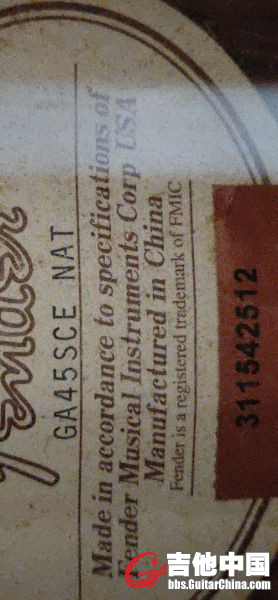 Fender
GA45SCE NAT
Made in accordance to specifications of
Fender Musical Instruments Corp USA
Manufactured in China
Fender is a registered trademark of FMIC
311542512
吉他中国
bbs.GuitarChina.com